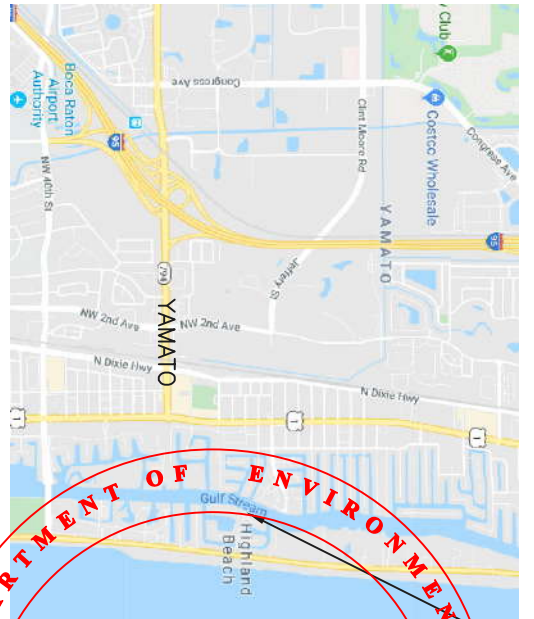 y Club
Congress Ave
Costco Wholesale
Congress Ave
Clint Moore Rd
Boca Raton
Airport
Authority
95
NW 40th St
YAMATO
95
Jeffery St
794
YAMATO
NW 2nd Ave
NW 2nd Ave
N Dixie Hwy
N Dixie Hwy
1
1
1
Gulf Stream
Highland
Beach
ARTMENT OF ENVIRONMEN